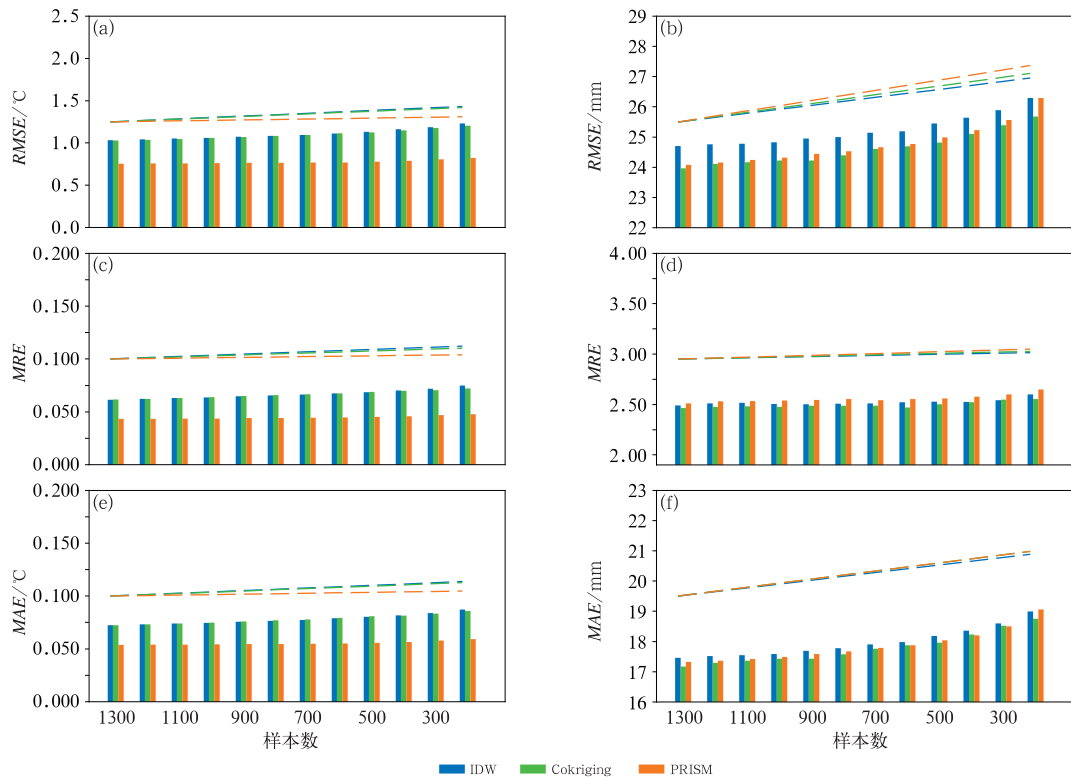 (a)
RMSE/℃
2.5
2.0
1.5
1.0
0.5
0.0
(b)
RMSE/mm
29
28
27
26
25
24
23
22
(c)
MRE
0.200
0.150
0.100
0.050
0.000
(d)
MRE
4.00
3.50
3.00
2.50
2.00
(e)
MAE/℃
0.200
0.150
0.100
0.050
0.000
1300 1100 900 700 500 300
样本数
(f)
MAE/mm
23
22
21
20
19
18
17
16
1300 1100 900 700 500 300
样本数
IDW Cokriging PRISM